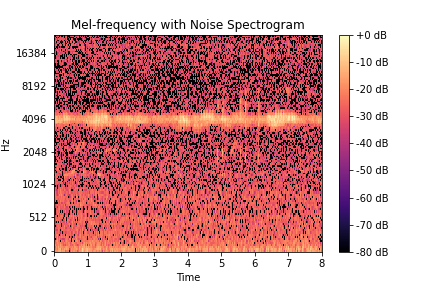 Mel-frequency with Noise Spectrogram
Hz
16384
8192
4096
2048
1024
512
0
0 1 2 3 4 5 6 7 8
Time
+0 dB
-10 dB
-20 dB
-30 dB
-40 dB
-50 dB
-60 dB
-70 dB
-80 dB